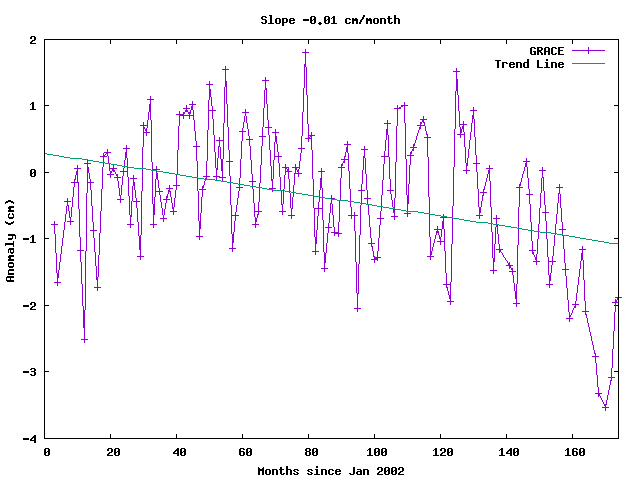 Slope -0.01 cm/month
GRACE
Trend Line
2
1
0
-1
-2
-3
-4
Anomaly (cm)
0 20 40 60 80 100 120 140 160
Months since Jan 2002